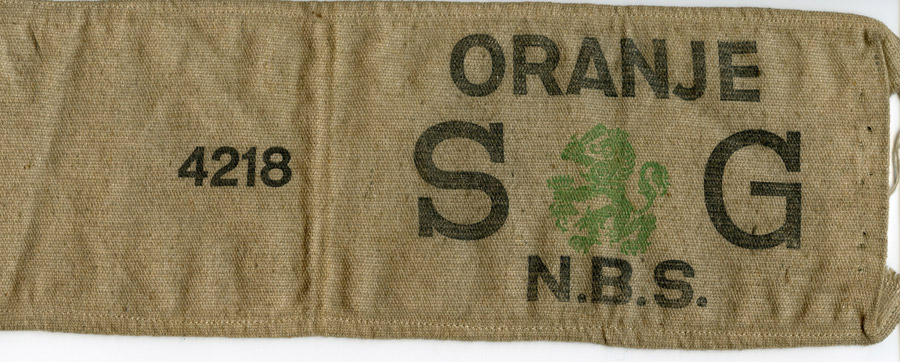 ORANJE
4218
S G
N.B.S.